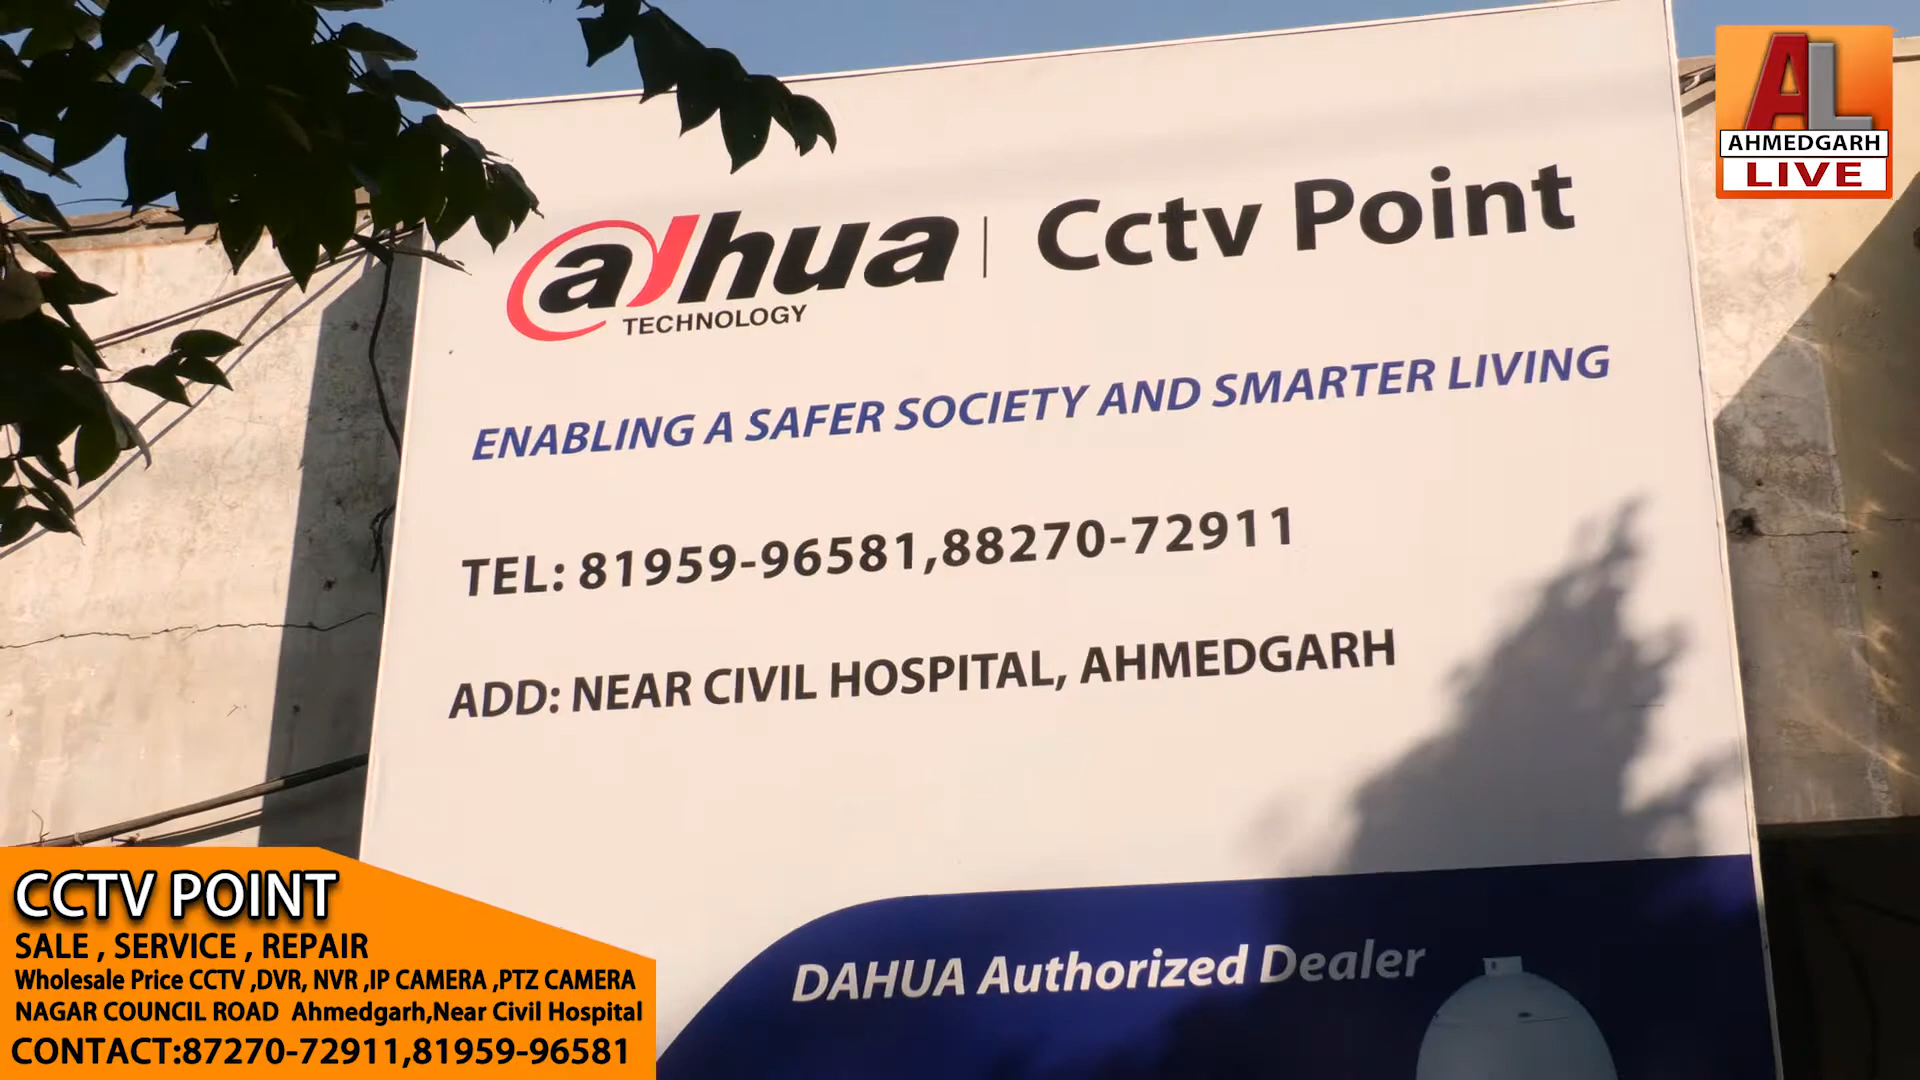 AL
AHMEDGARH
LIVE
alhua | Cctv Point
TECHNOLOGY
ENABLING A SAFER SOCIETY AND SMARTER LIVING
TEL: 81959-96581,88270-72911
ADD: NEAR CIVIL HOSPITAL, AHMEDGARH
DAHUA Authorized Dealer
CCTV POINT
SALE , SERVICE , REPAIR
Wholesale Price CCTV ,DVR, NVR ,IP CAMERA ,PTZ CAMERA
NAGAR COUNCIL ROAD Ahmedgarh,Near Civil Hospital
CONTACT:87270-72911,81959-96581